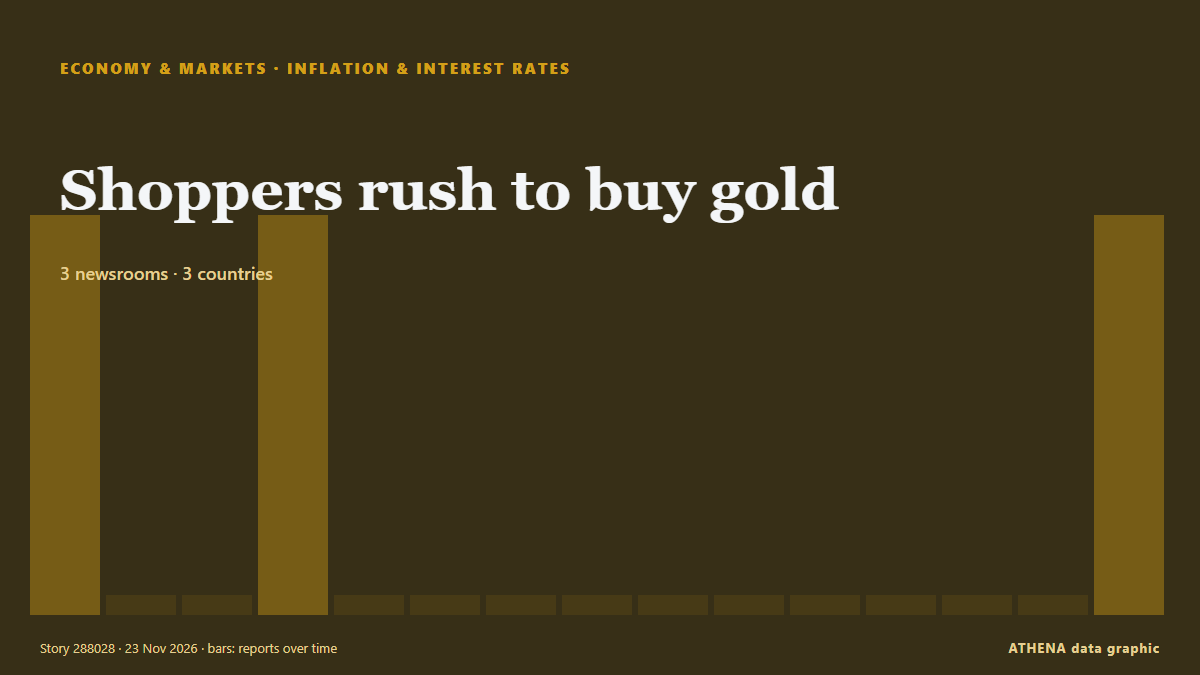 ECONOMY & MARKETS · INFLATION & INTEREST RATES
Shoppers rush to buy gold
3 newsrooms · 3 countries
Story 288028 · 23 Nov 2026 · bars: reports over time
ATHENA data graphic